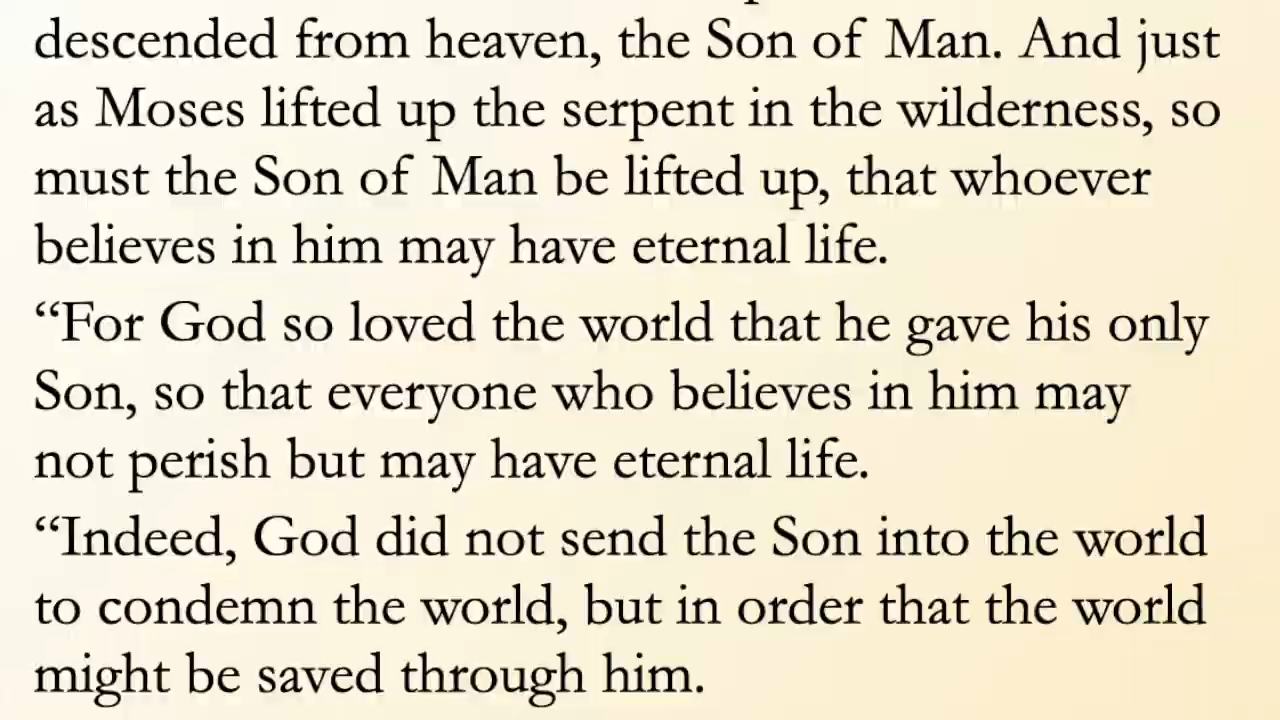 descended from heaven, the Son of Man. And just
as Moses lifted up the serpent in the wilderness, so
must the Son of Man be lifted up, that whoever
believes in him may have eternal life.
“For God so loved the world that he gave his only
Son, so that everyone who believes in him may
not perish but may have eternal life.
“Indeed, God did not send the Son into the world
to condemn the world, but in order that the world
might be saved through him.